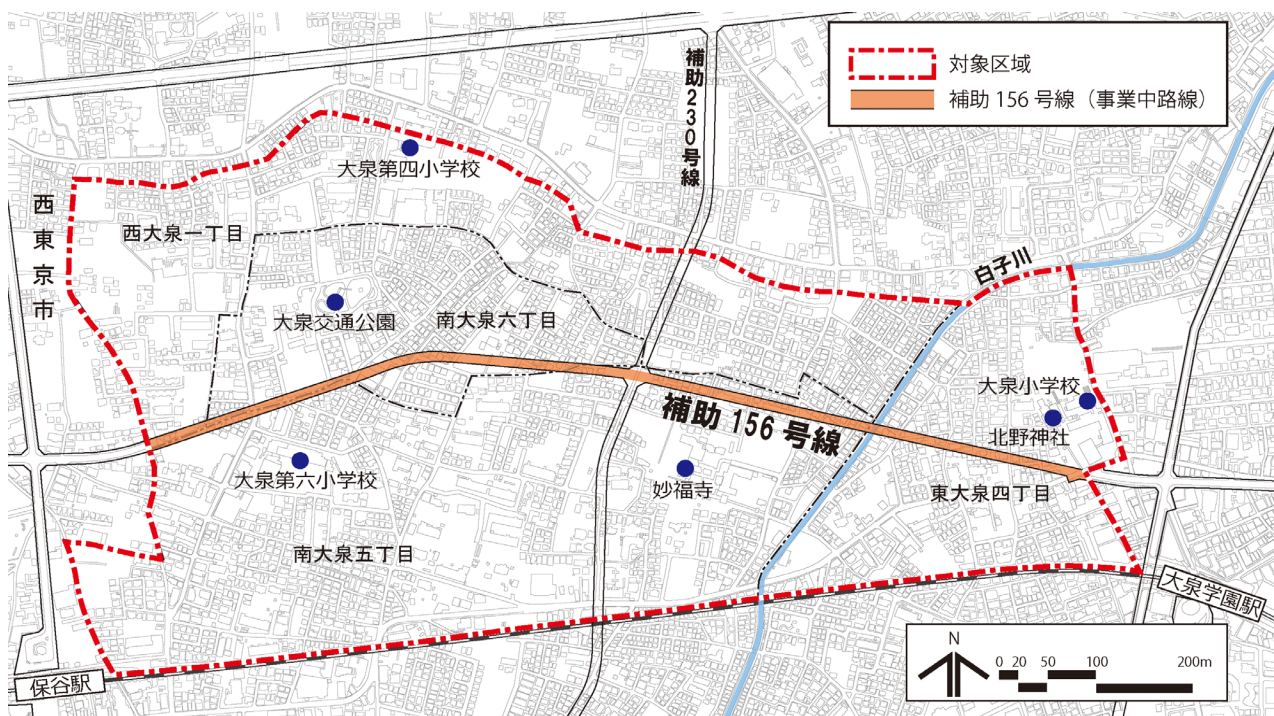 対象区域
補助156号線（事業中路線）
補助230号線
大泉第四小学校
西東京市
西大泉一丁目
白子川
大泉交通公園
南大泉六丁目
大泉小学校
補助 156 号線
北野神社
大泉第六小学校
妙福寺
東大泉四丁目
南大泉五丁目
大泉学園駅
保谷駅
N
0 20 50 100 200m